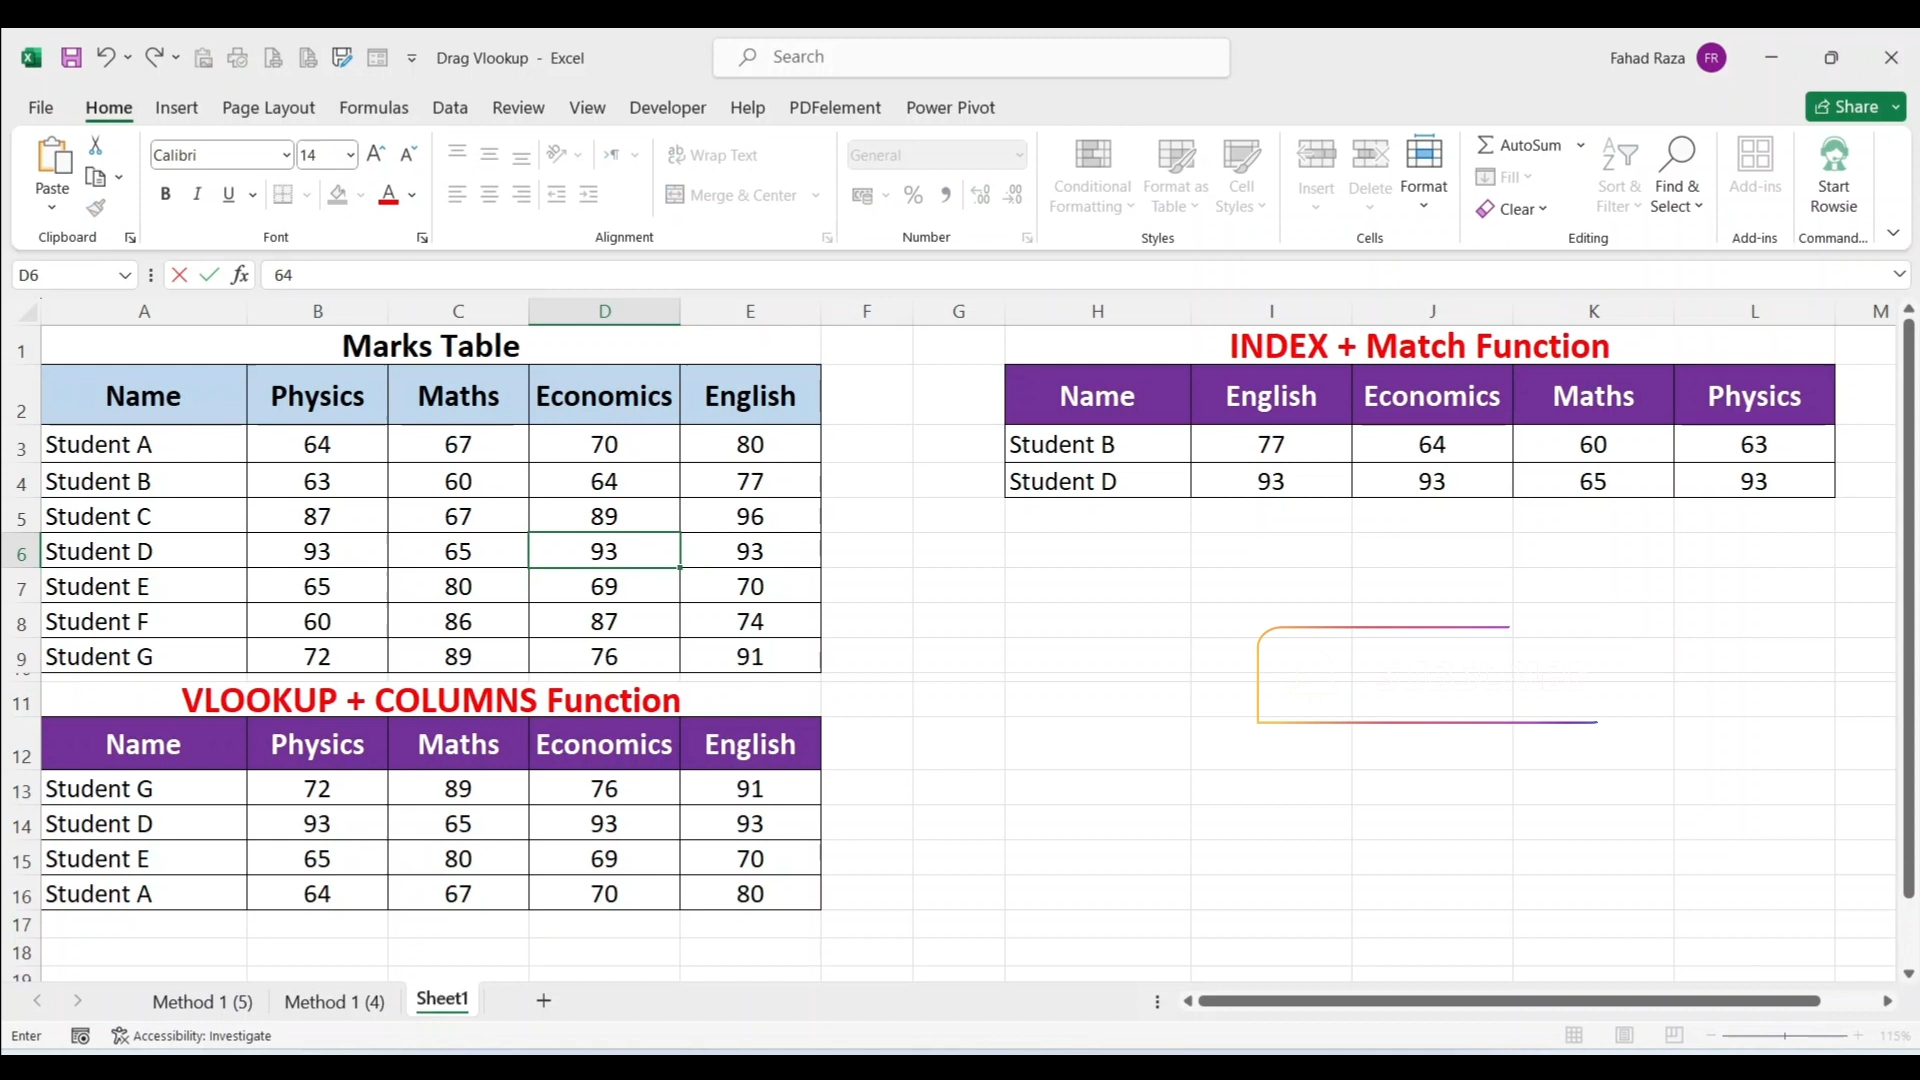 Drag Vlookup - Excel
Search
Fahad Raza FR
File Home Insert Page Layout Formulas Data Review View Developer Help PDFelement Power Pivot
Share
Paste
Clipboard
Calibri 14
B I U A
Font
Wrap Text
Merge & Center
Alignment
General
%
Number
Conditional Formatting
Format as Table
Cell Styles
Styles
Insert Delete Format
Cells
AutoSum
Fill
Clear
Sort & Filter
Find & Select
Editing
Add-ins
Add-ins
Start Rowsie
Command...
D6 fx 64
A B C D E F G H I J K L M
1 Marks Table INDEX + Match Function
2 Name Physics Maths Economics English Name English Economics Maths Physics
3 Student A 64 67 70 80 Student B 77 64 60 63
4 Student B 63 60 64 77 Student D 93 93 65 93
5 Student C 87 67 89 96
6 Student D 93 65 93 93
7 Student E 65 80 69 70
8 Student F 60 86 87 74
9 Student G 72 89 76 91
11 VLOOKUP + COLUMNS Function
12 Name Physics Maths Economics English
13 Student G 72 89 76 91
14 Student D 93 65 93 93
15 Student E 65 80 69 70
16 Student A 64 67 70 80
17
18
19
Method 1 (5) Method 1 (4) Sheet1
Enter Accessibility: Investigate 115%